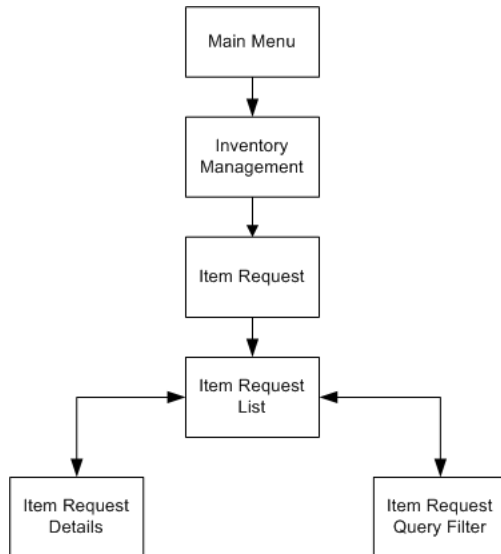 Main Menu
Inventory
Management
Item Request
Item Request
List
Item Request
Details
Item Request
Query Filter